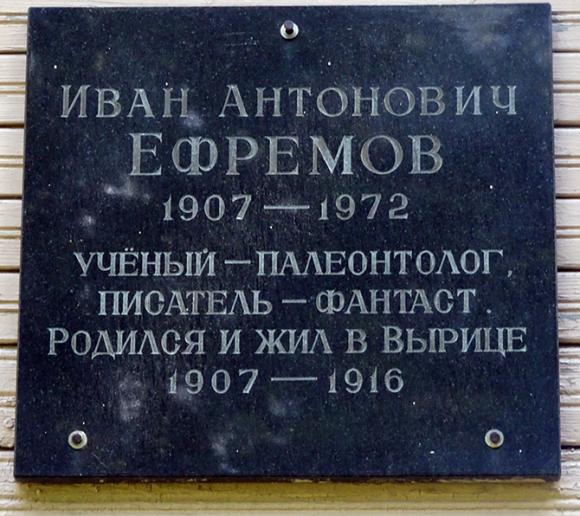 Иван Антонович
Ефремов
1907 — 1972
учёный — палеонтолог,
писатель — фантаст.
Родился и жил в Вырице
1907 — 1916